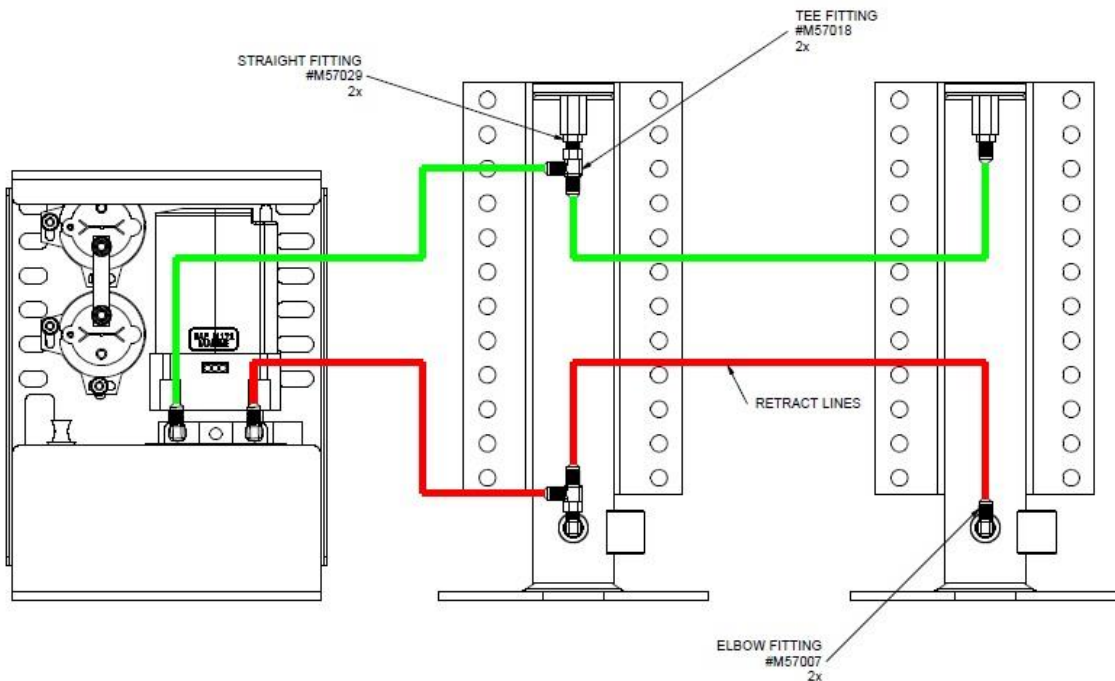 TEE FITTING
#M57018
2x
STRAIGHT FITTING
#M57029
2x
RETRACT LINES
ELBOW FITTING
#M57007
2x